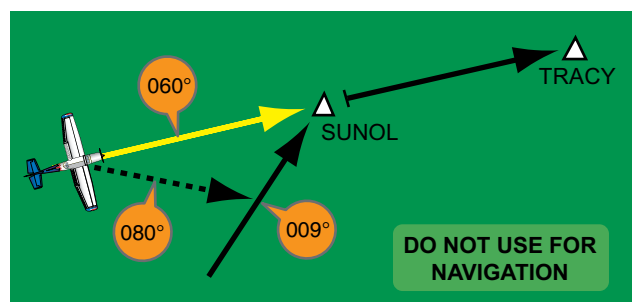 060°
TRACY
SUNOL
080°
009°
DO NOT USE FOR
NAVIGATION